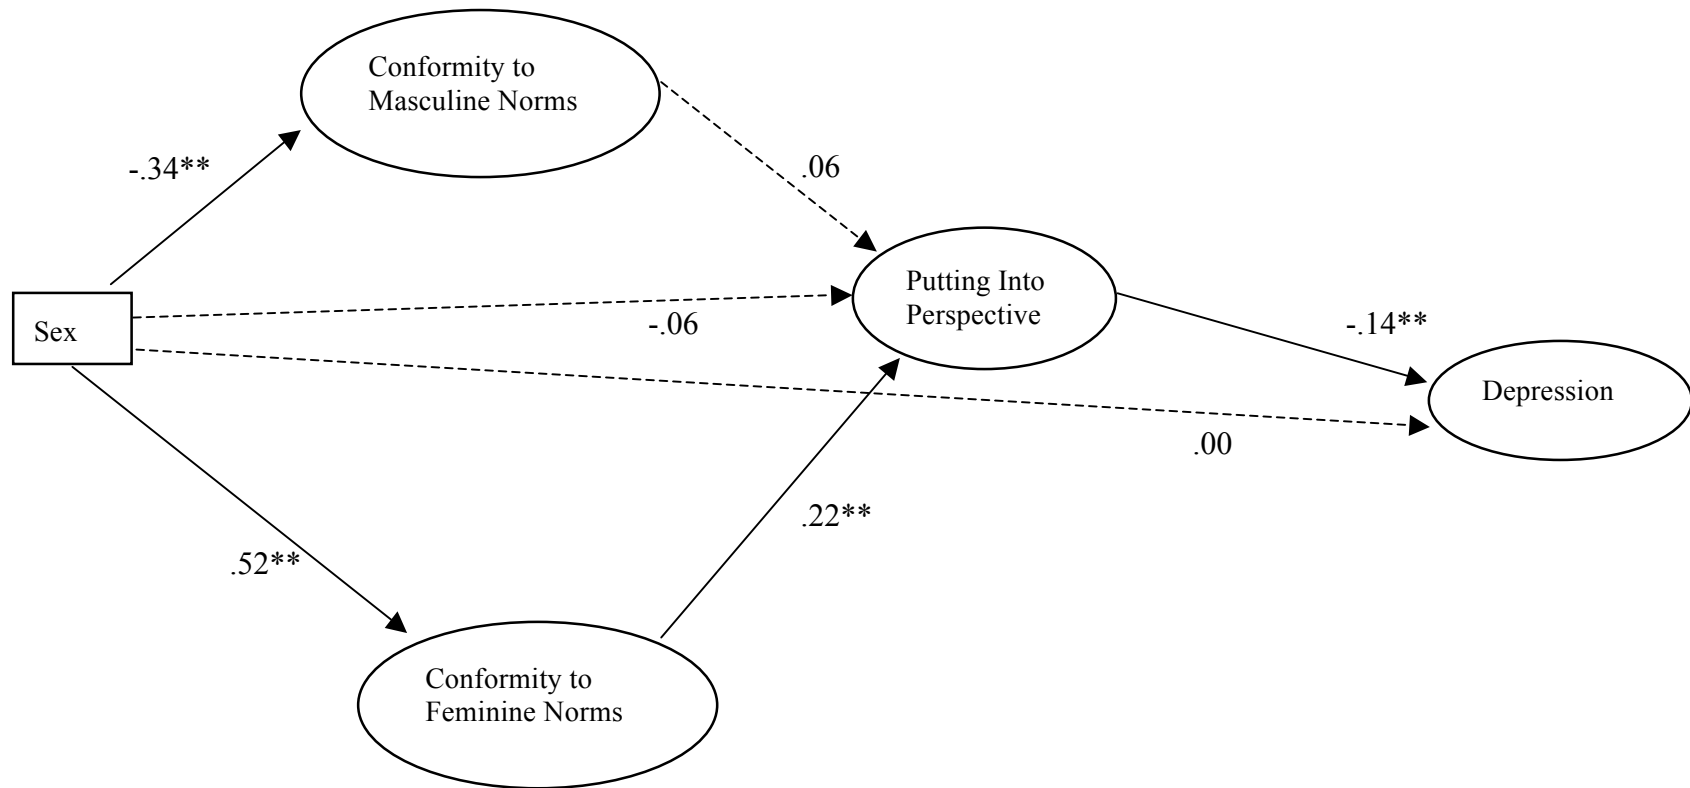 Conformity to
Masculine Norms
-.34**
.06
Putting Into
Perspective
Sex
-.06
-.14**
Depression
.00
.22**
.52**
Conformity to
Feminine Norms